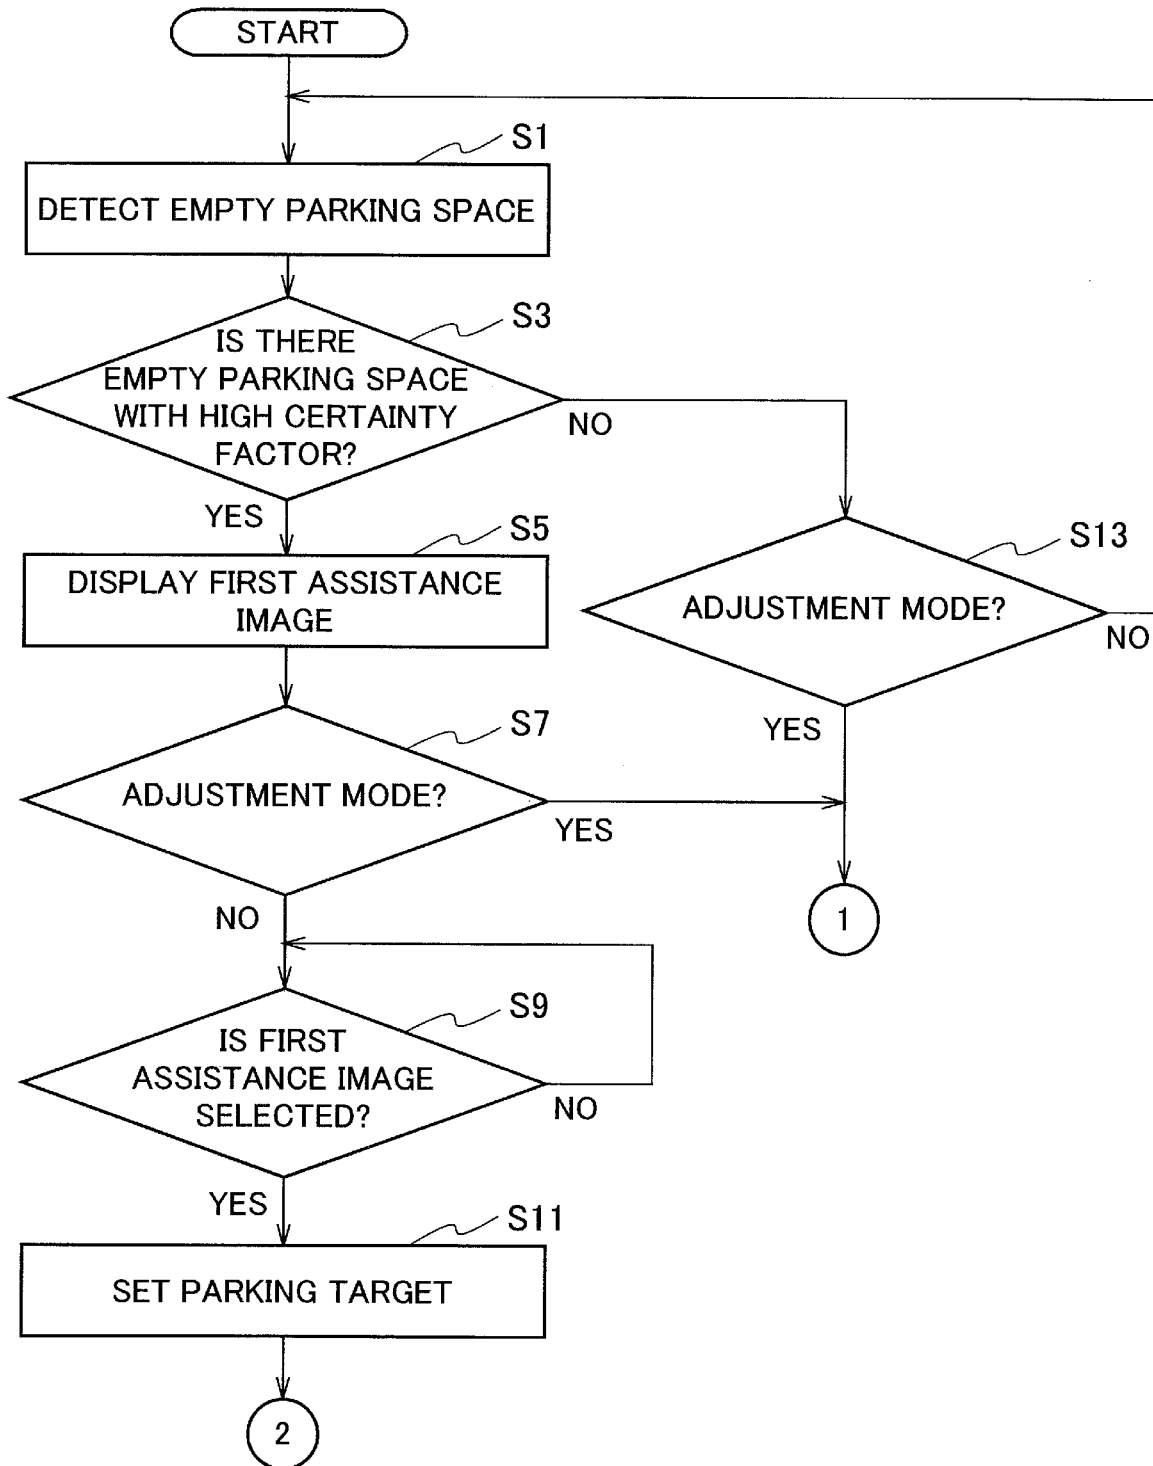 START
S1
DETECT EMPTY PARKING SPACE
S3
IS THERE
EMPTY PARKING SPACE
WITH HIGH CERTAINTY
FACTOR?
NO
YES
S5
DISPLAY FIRST ASSISTANCE
IMAGE
S13
ADJUSTMENT MODE?
NO
YES
S7
ADJUSTMENT MODE?
YES
NO
1
S9
IS FIRST
ASSISTANCE IMAGE
SELECTED?
NO
YES
S11
SET PARKING TARGET
2